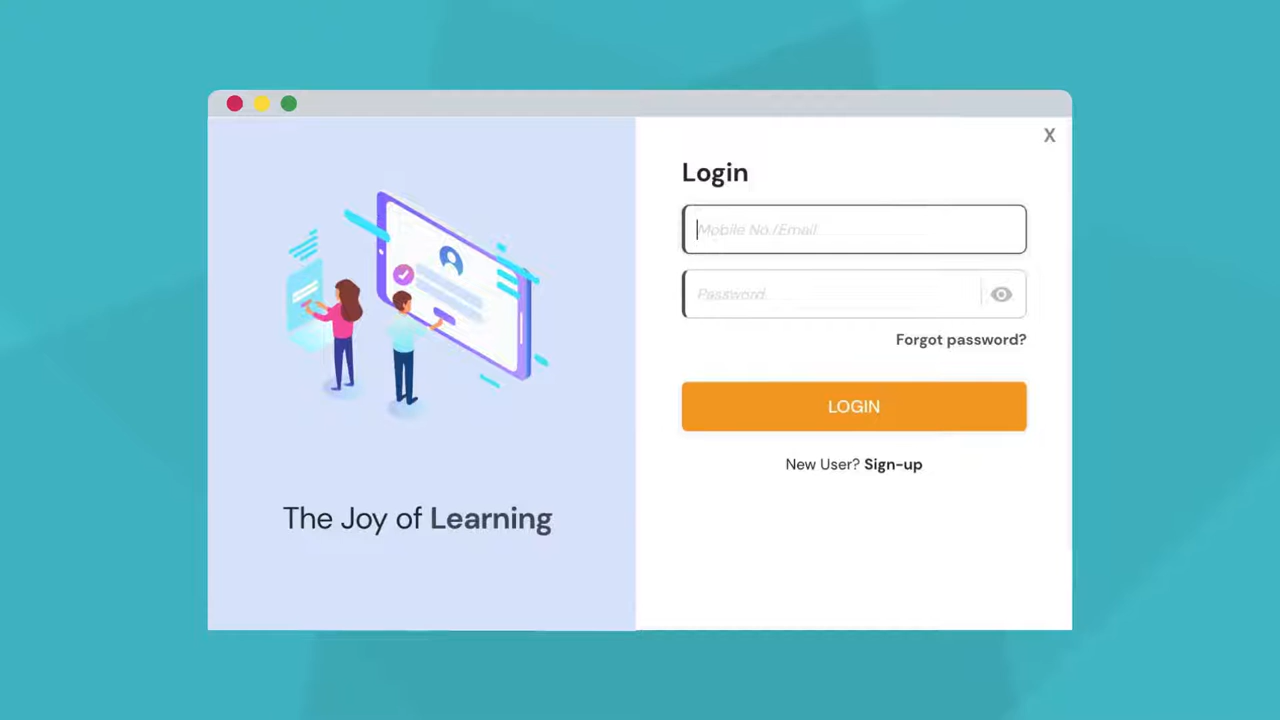 X
Login
Mobile No./Email
Password
Forgot password?
LOGIN
New User? Sign-up
The Joy of Learning